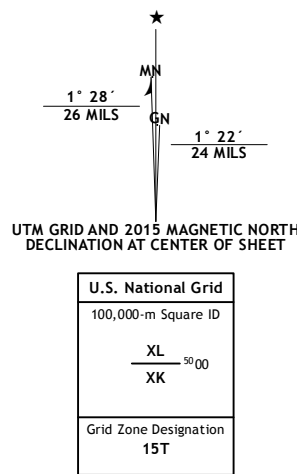 MN
GN
1° 28´
26 MILS
1° 22´
24 MILS
UTM GRID AND 2015 MAGNETIC NORTH
DECLINATION AT CENTER OF SHEET
U.S. National Grid
100,000-m Square ID
XL
5000
XK
Grid Zone Designation
15T